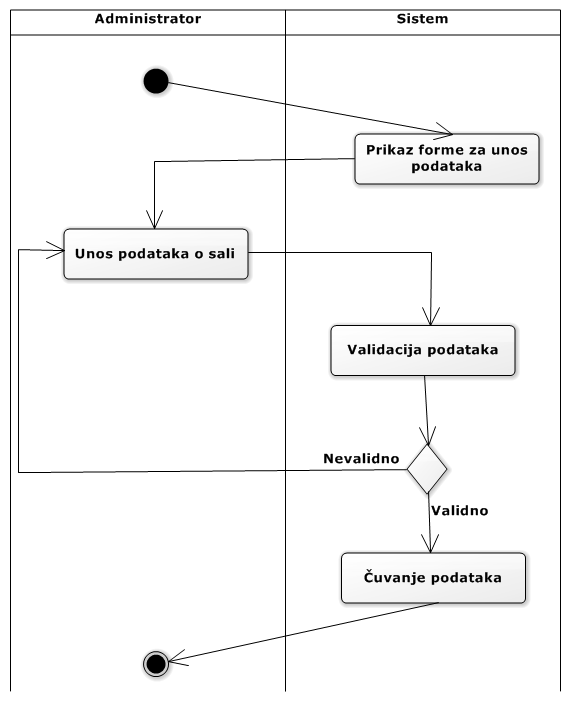 Administrator
Sistem
Prikaz forme za unos
podataka
Unos podataka o sali
Validacija podataka
Nevalidno
Validno
Čuvanje podataka